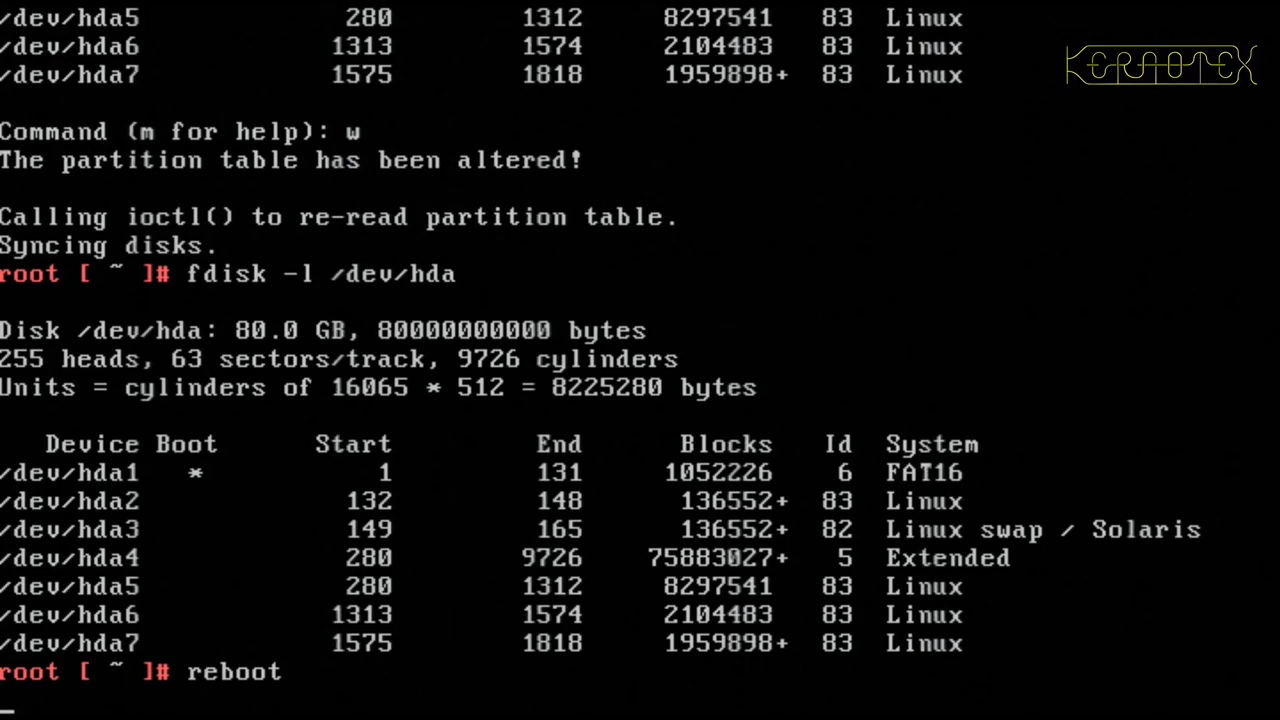 /dev/hda5 280 1312 8297541 83 Linux
/dev/hda6 1313 1574 2104483 83 Linux
/dev/hda7 1575 1818 1959898+ 83 Linux
KERNOTEX
Command (m for help): w
The partition table has been altered!
Calling ioctl() to re-read partition table.
Syncing disks.
root [ ~ ]# fdisk -l /dev/hda
Disk /dev/hda: 80.0 GB, 80000000000 bytes
255 heads, 63 sectors/track, 9726 cylinders
Units = cylinders of 16065 * 512 = 8225280 bytes
Device Boot Start End Blocks Id System
/dev/hda1 * 1 131 1052226 6 FAT16
/dev/hda2 132 148 136552+ 83 Linux
/dev/hda3 149 165 136552+ 82 Linux swap / Solaris
/dev/hda4 280 9726 75883027+ 5 Extended
/dev/hda5 280 1312 8297541 83 Linux
/dev/hda6 1313 1574 2104483 83 Linux
/dev/hda7 1575 1818 1959898+ 83 Linux
root [ ~ ]# reboot